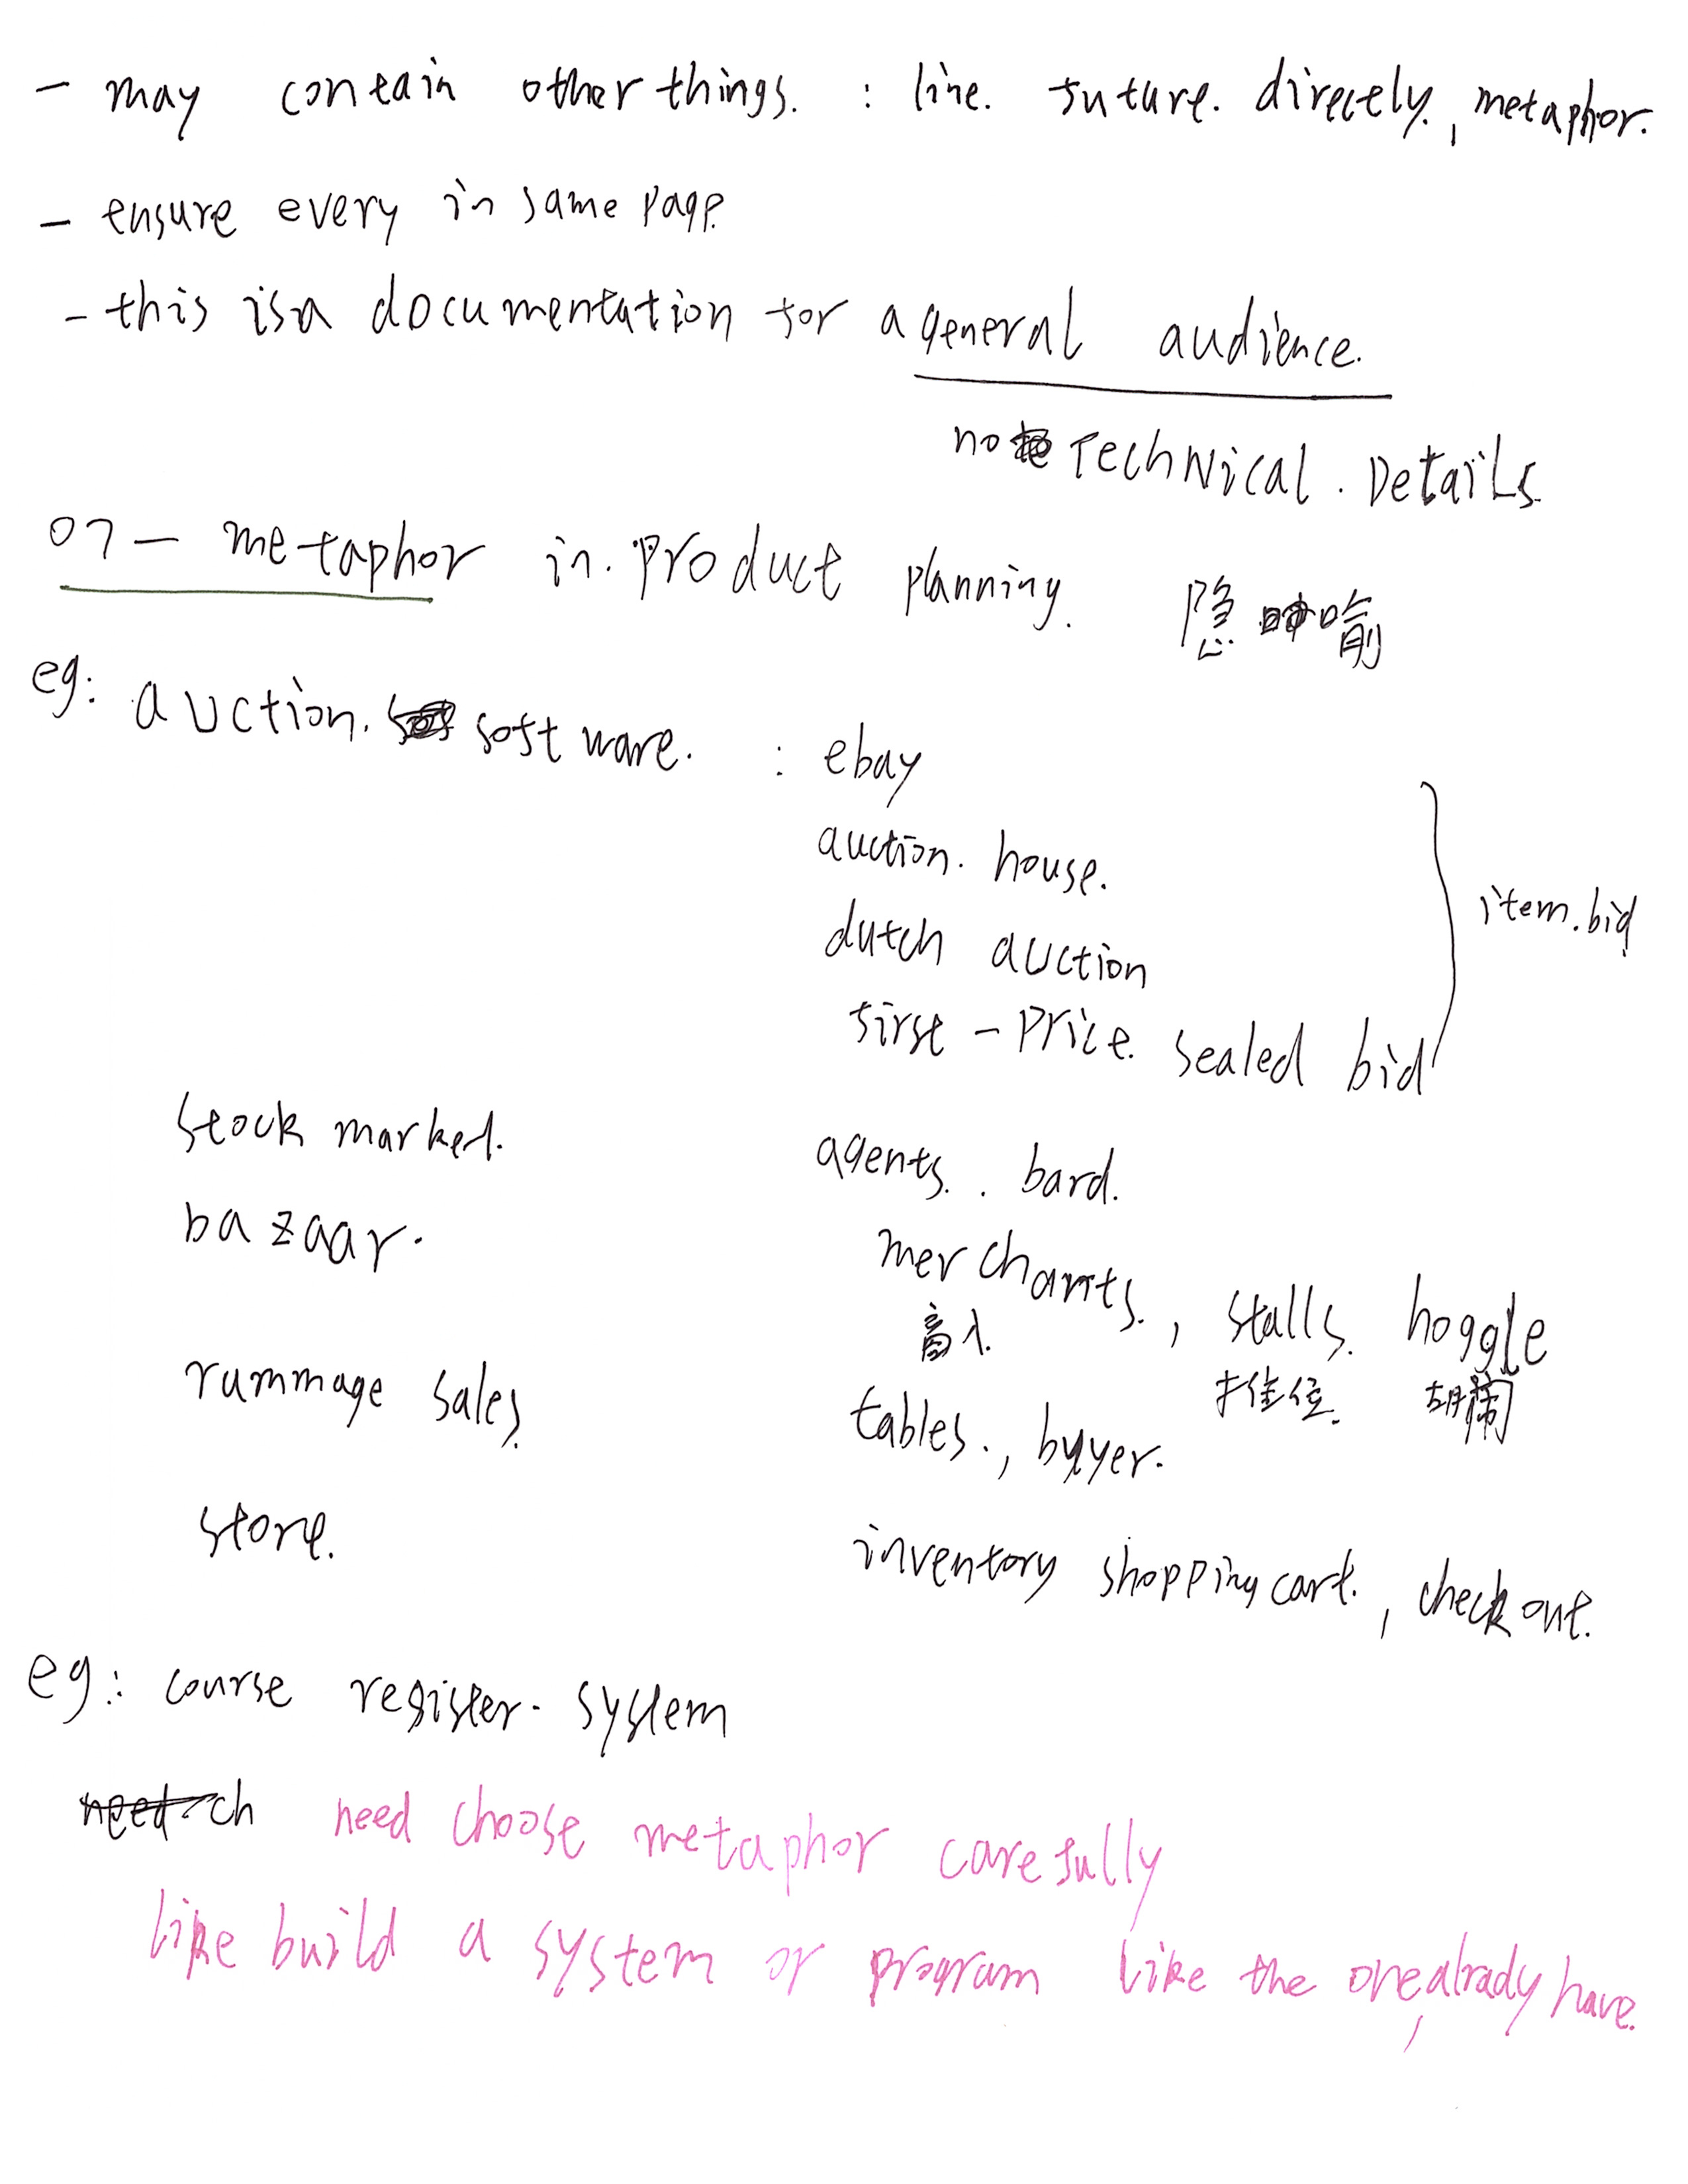 - may contain other things. : line. future. directely., metaphor.
- ensure every in same page
- this is a documentation for a general audience.
no Technical. Details
07 - metaphor in. product planning. 隐喻
eg: auction. software. : ebay
auction. house.
dutch auction
item.bid
first - price. sealed bid
stock marked. agents. . bard.
bazaar. merchants., stalls. hoggle
商人. 摊位. 胡闹
rummage sales. tables., buyer.
store. inventory shopping cart., check out.
eg: course register. system
need ch need choose metaphor carefully
like build a system or program like the one, alrady have.